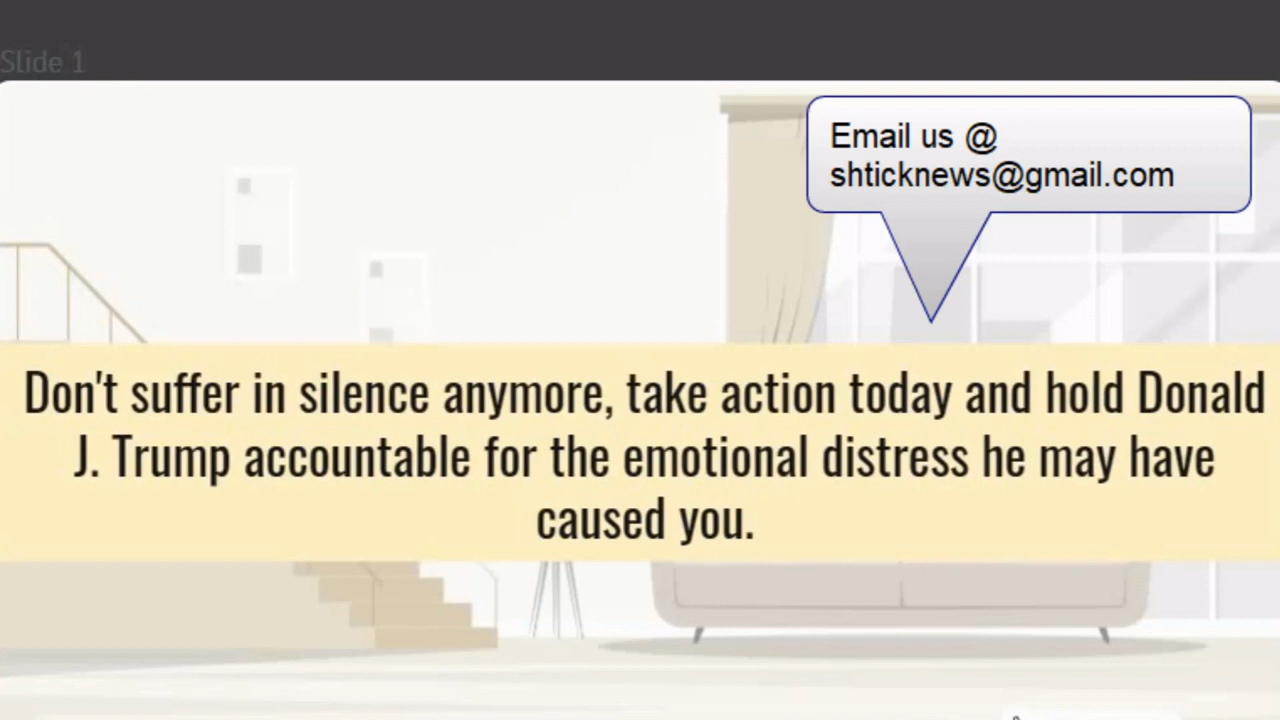 Slide 1
Email us @
shticknews@gmail.com
Don't suffer in silence anymore, take action today and hold Donald
J. Trump accountable for the emotional distress he may have
caused you.